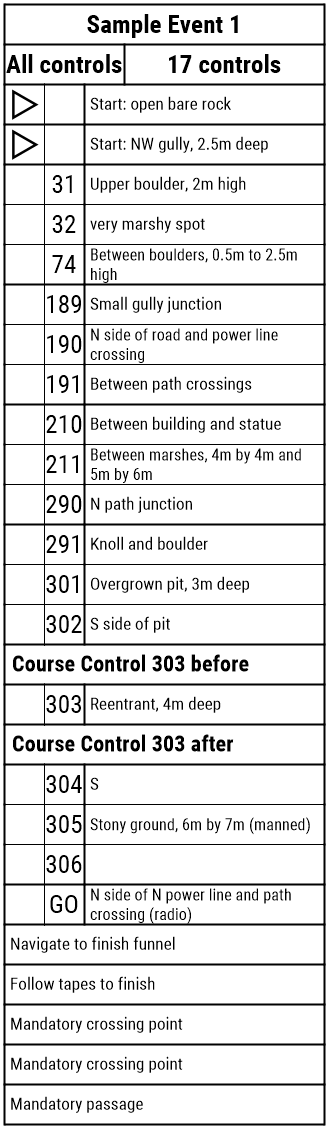 Sample Event 1
All controls 17 controls
Start: open bare rock
Start: NW gully, 2.5m deep
31 Upper boulder, 2m high
32 very marshy spot
74 Between boulders, 0.5m to 2.5m
high
189 Small gully junction
190 N side of road and power line
crossing
191 Between path crossings
210 Between building and statue
211 Between marshes, 4m by 4m and
5m by 6m
290 N path junction
291 Knoll and boulder
301 Overgrown pit, 3m deep
302 S side of pit
Course Control 303 before
303 Reentrant, 4m deep
Course Control 303 after
304 S
305 Stony ground, 6m by 7m (manned)
306
GO N side of N power line and path
crossing (radio)
Navigate to finish funnel
Follow tapes to finish
Mandatory crossing point
Mandatory crossing point
Mandatory passage